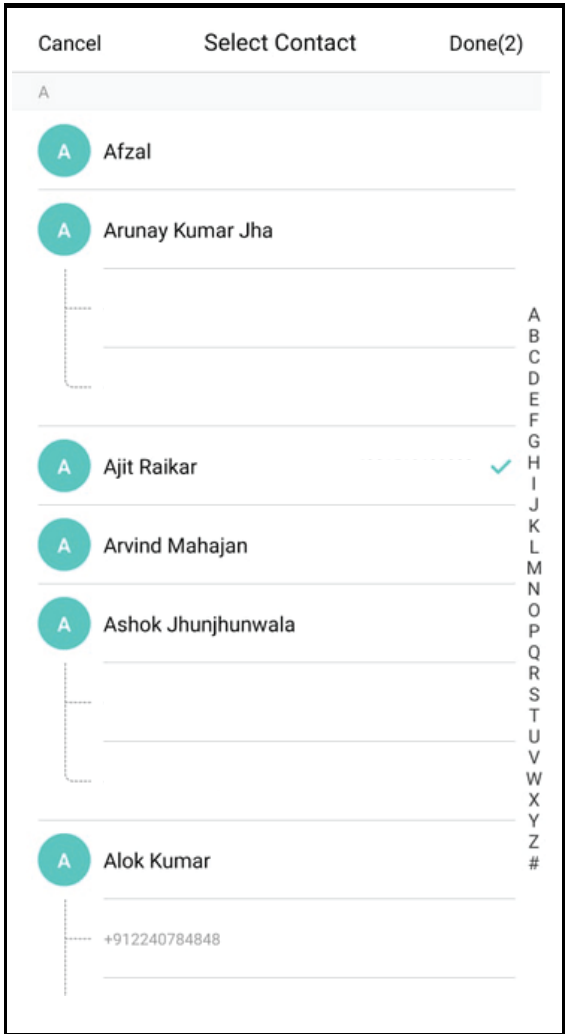 Cancel Select Contact Done(2)
A
A Afzal
A Arunay Kumar Jha
A Ajit Raikar
A Arvind Mahajan
A Ashok Jhunjhunwala
A Alok Kumar
+912240784848
A
B
C
D
E
F
G
H
I
J
K
L
M
N
O
P
Q
R
S
T
U
V
W
X
Y
Z
#